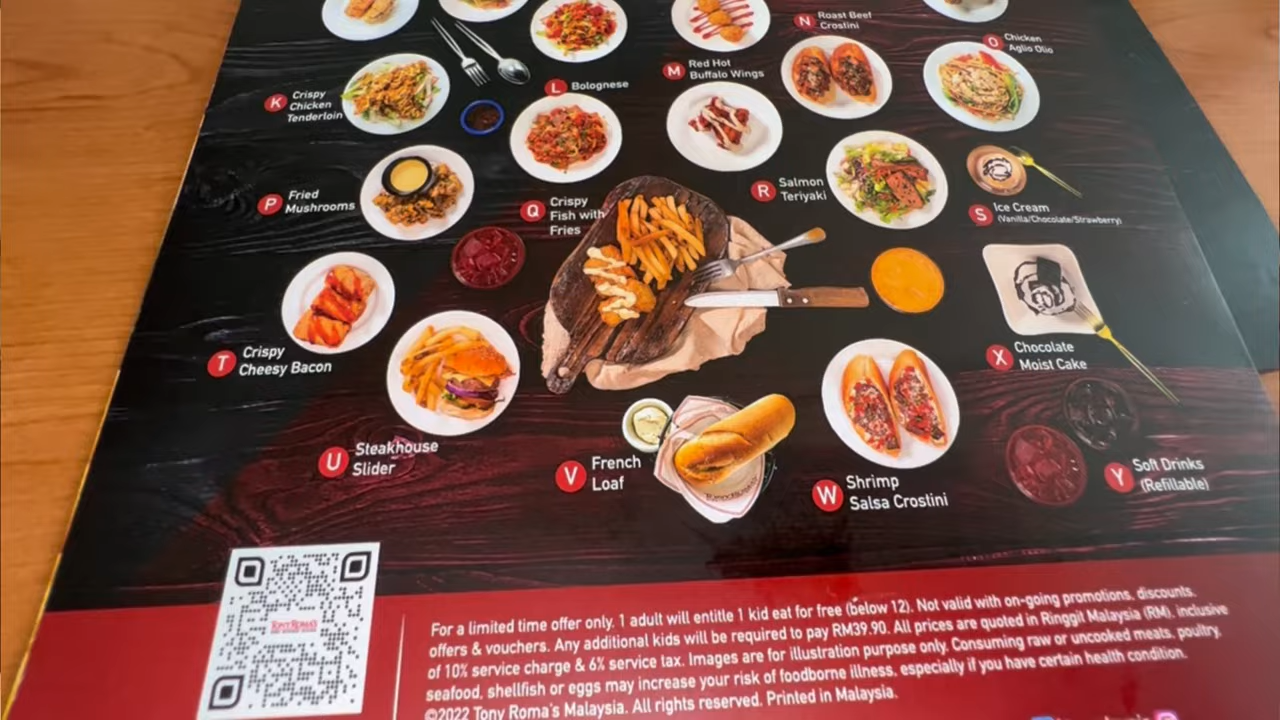 N Roast Beef
Crostini
O Chicken
Aglio Olio
K Crispy
Chicken
Tenderloin
L Bolognese
M Red Hot
Buffalo Wings
P Fried
Mushrooms
Q Crispy
Fish with
Fries
R Salmon
Teriyaki
S Ice Cream
(Vanilla/Chocolate/Strawberry)
T Crispy
Cheesy Bacon
X Chocolate
Moist Cake
U Steakhouse
Slider
V French
Loaf
W Shrimp
Salsa Crostini
Y Soft Drinks
(Refillable)
TONY ROMA'S
For a limited time offer only. 1 adult will entitle 1 kid eat for free (below 12). Not valid with on-going promotions, discounts,
offers & vouchers. Any additional kids will be required to pay RM39.90. All prices are quoted in Ringgit Malaysia (RM), inclusive
of 10% service charge & 6% service tax. Images are for illustration purpose only. Consuming raw or uncooked meats, poultry,
seafood, shellfish or eggs may increase your risk of foodborne illness, especially if you have certain health condition.
©2022 Tony Roma's Malaysia. All rights reserved. Printed in Malaysia.